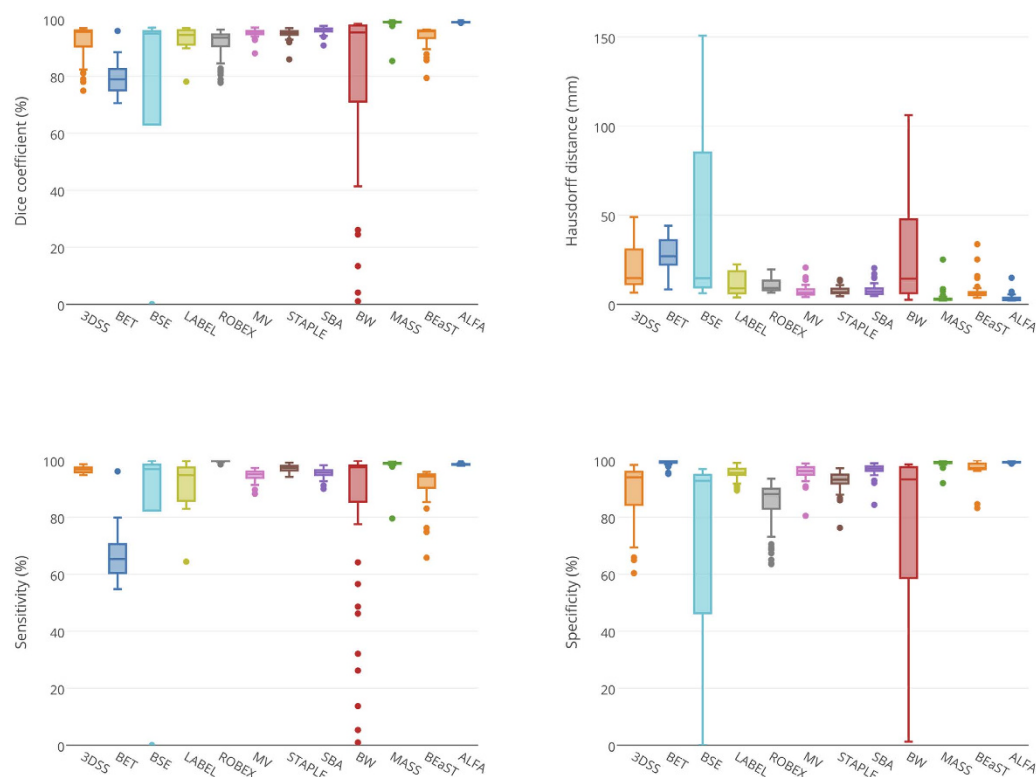 100
80
60
40
20
0
Dice coefficient (%)
3DSS
BET
BSE
LABEL
ROBEX
MV
STAPLE
SBA
BW
MASS
BEaST
ALFA
150
100
50
0
Hausdorff distance (mm)
3DSS
BET
BSE
LABEL
ROBEX
MV
STAPLE
SBA
BW
MASS
BEaST
ALFA
100
80
60
40
20
0
Sensitivity (%)
3DSS
BET
BSE
LABEL
ROBEX
MV
STAPLE
SBA
BW
MASS
BEaST
ALFA
100
80
60
40
20
0
Specificity (%)
3DSS
BET
BSE
LABEL
ROBEX
MV
STAPLE
SBA
BW
MASS
BEaST
ALFA